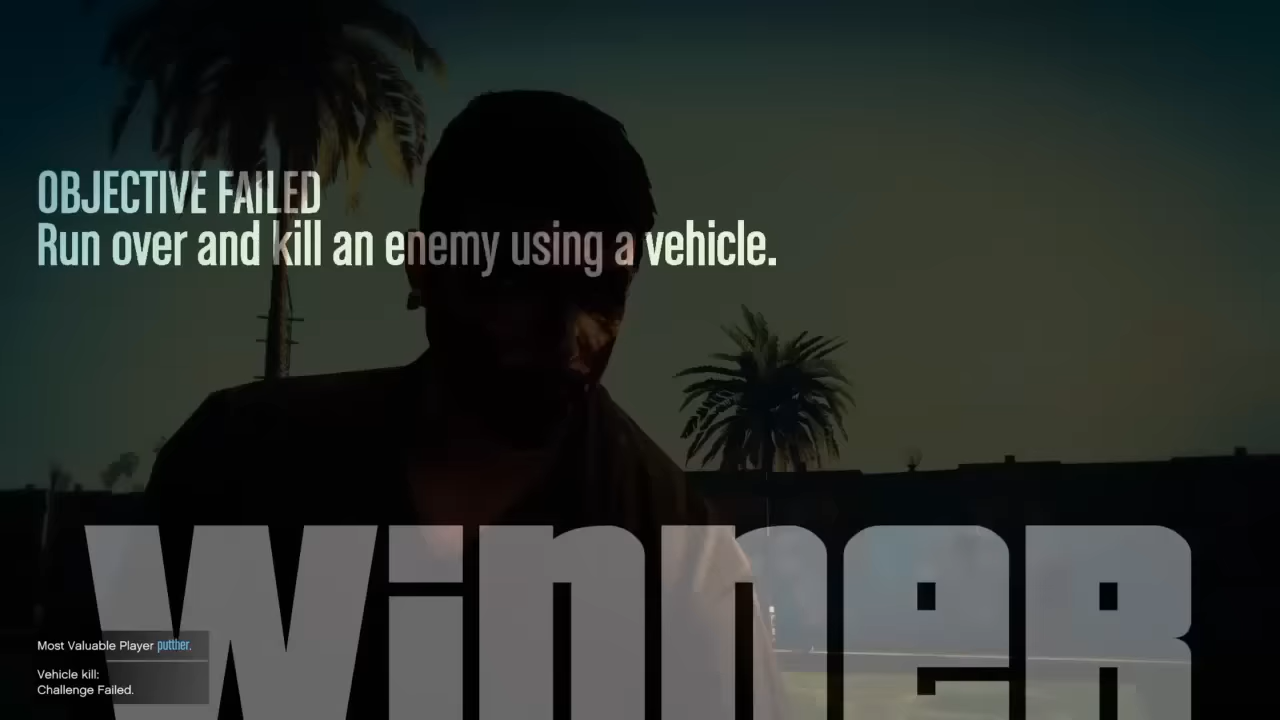 OBJECTIVE FAILED
Run over and kill an enemy using a vehicle.
WinneR
Most Valuable Player putther.
Vehicle kill:
Challenge Failed.